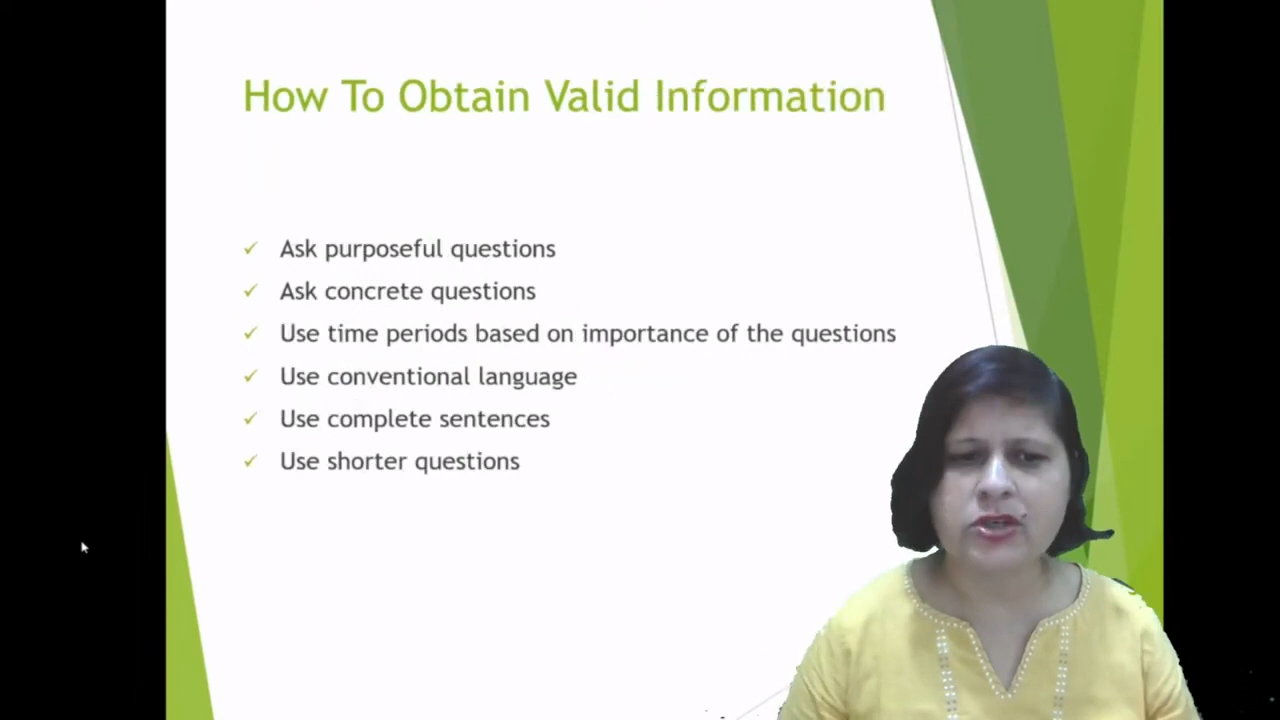 How To Obtain Valid Information
Ask purposeful questions
Ask concrete questions
Use time periods based on importance of the questions
Use conventional language
Use complete sentences
Use shorter questions